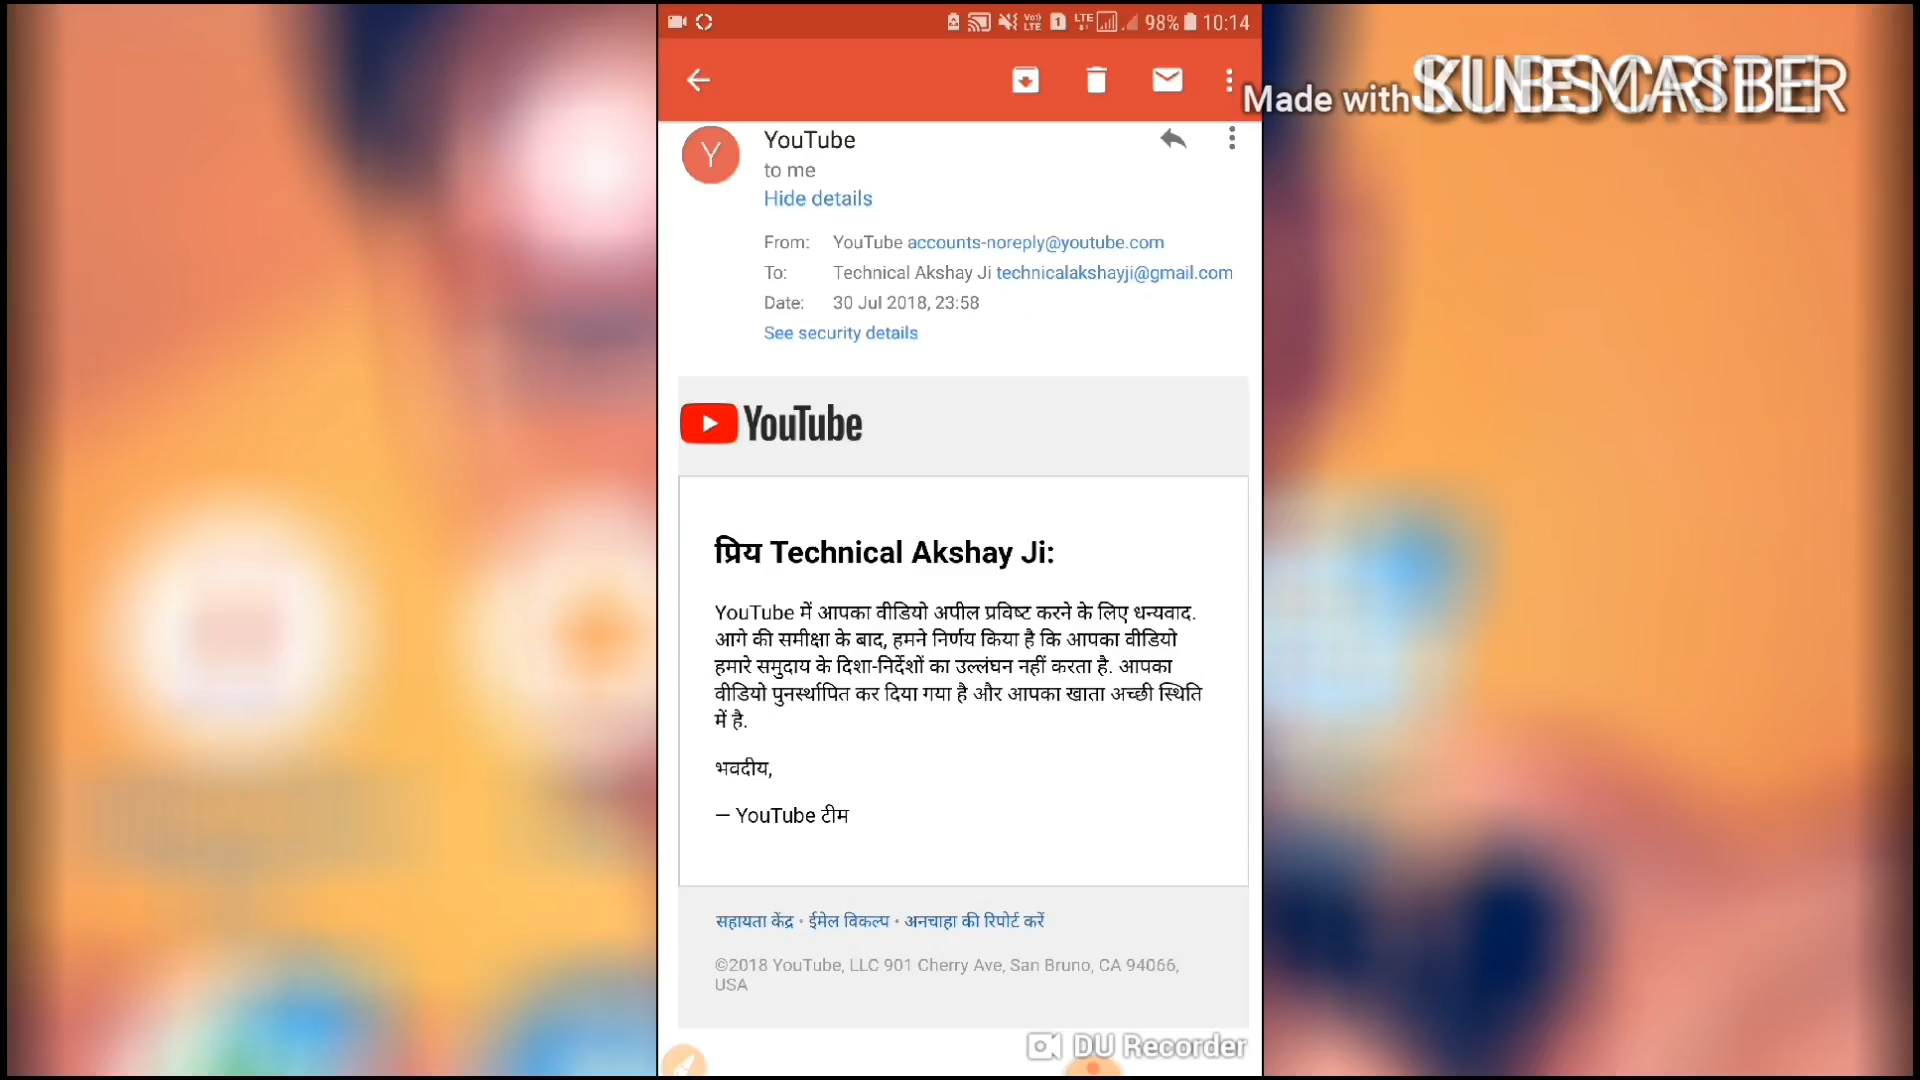 98% 10:14
Made with KINEMASTER
SUBSCRIBE
Y
YouTube
to me
Hide details
From: YouTube accounts-noreply@youtube.com
To: Technical Akshay Ji technicalakshayji@gmail.com
Date: 30 Jul 2018, 23:58
See security details
YouTube
प्रिय Technical Akshay Ji:
YouTube में आपका वीडियो अपील प्रविष्ट करने के लिए धन्यवाद.
आगे की समीक्षा के बाद, हमने निर्णय किया है कि आपका वीडियो
हमारे समुदाय के दिशा-निर्देशों का उल्लंघन नहीं करता है. आपका
वीडियो पुनर्स्थापित कर दिया गया है और आपका खाता अच्छी स्थिति
में है.
भवदीय,
— YouTube टीम
सहायता केंद्र • ईमेल विकल्प • अनचाहा की रिपोर्ट करें
©2018 YouTube, LLC 901 Cherry Ave, San Bruno, CA 94066,
USA
DU Recorder